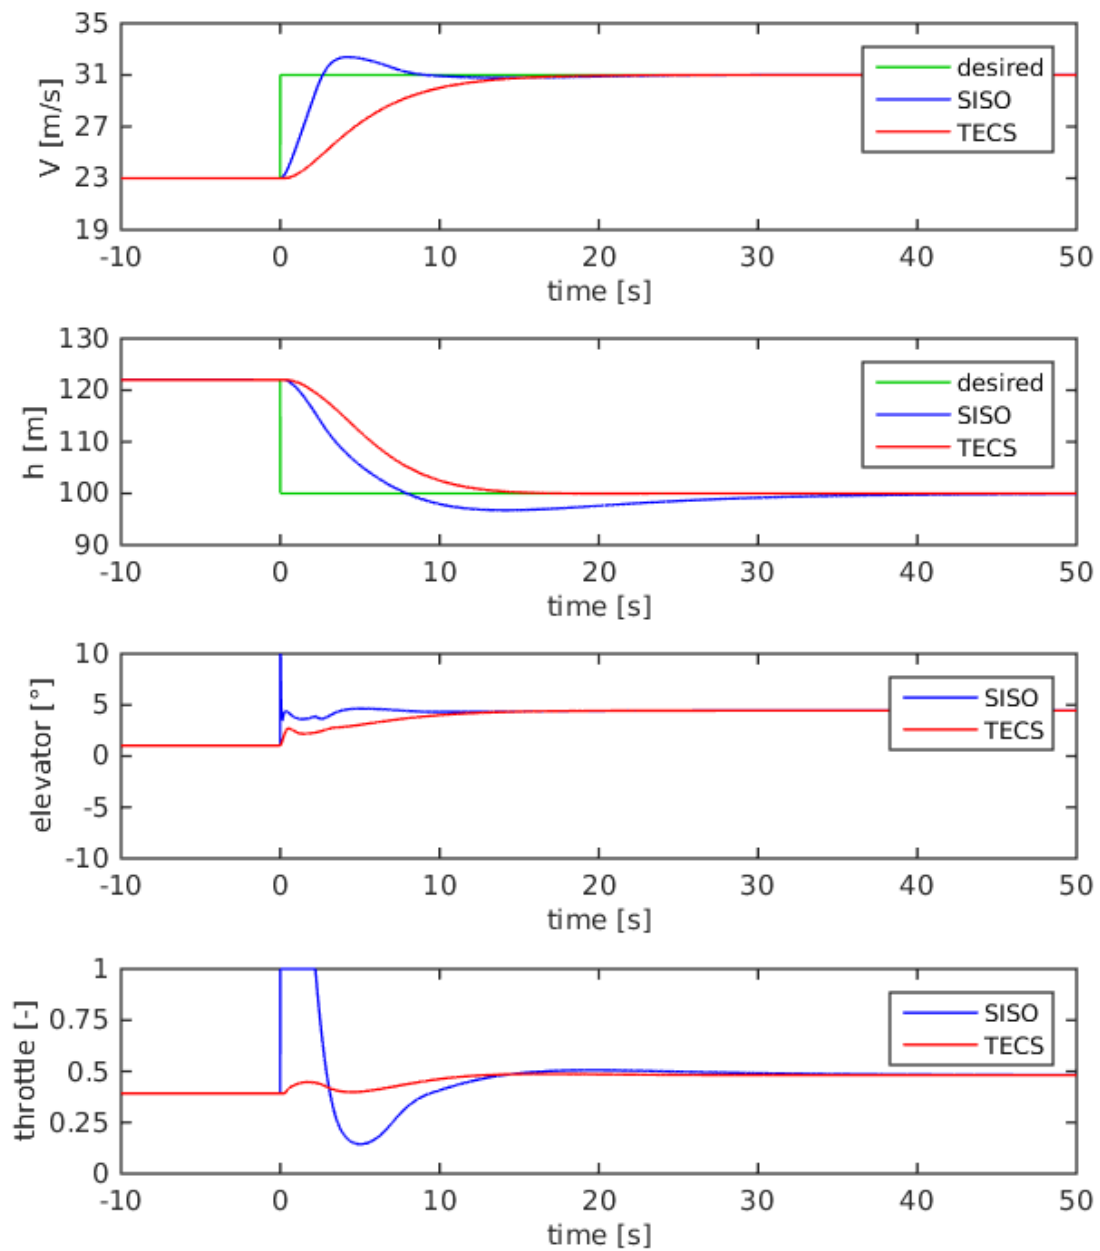 35
31
27
23
19
V [m/s]
desired
SISO
TECS
-10 0 10 20 30 40 50
time [s]
130
120
110
100
90
h [m]
desired
SISO
TECS
-10 0 10 20 30 40 50
time [s]
10
5
0
-5
-10
elevator [°]
SISO
TECS
-10 0 10 20 30 40 50
time [s]
1
0.75
0.5
0.25
0
throttle [-]
SISO
TECS
-10 0 10 20 30 40 50
time [s]